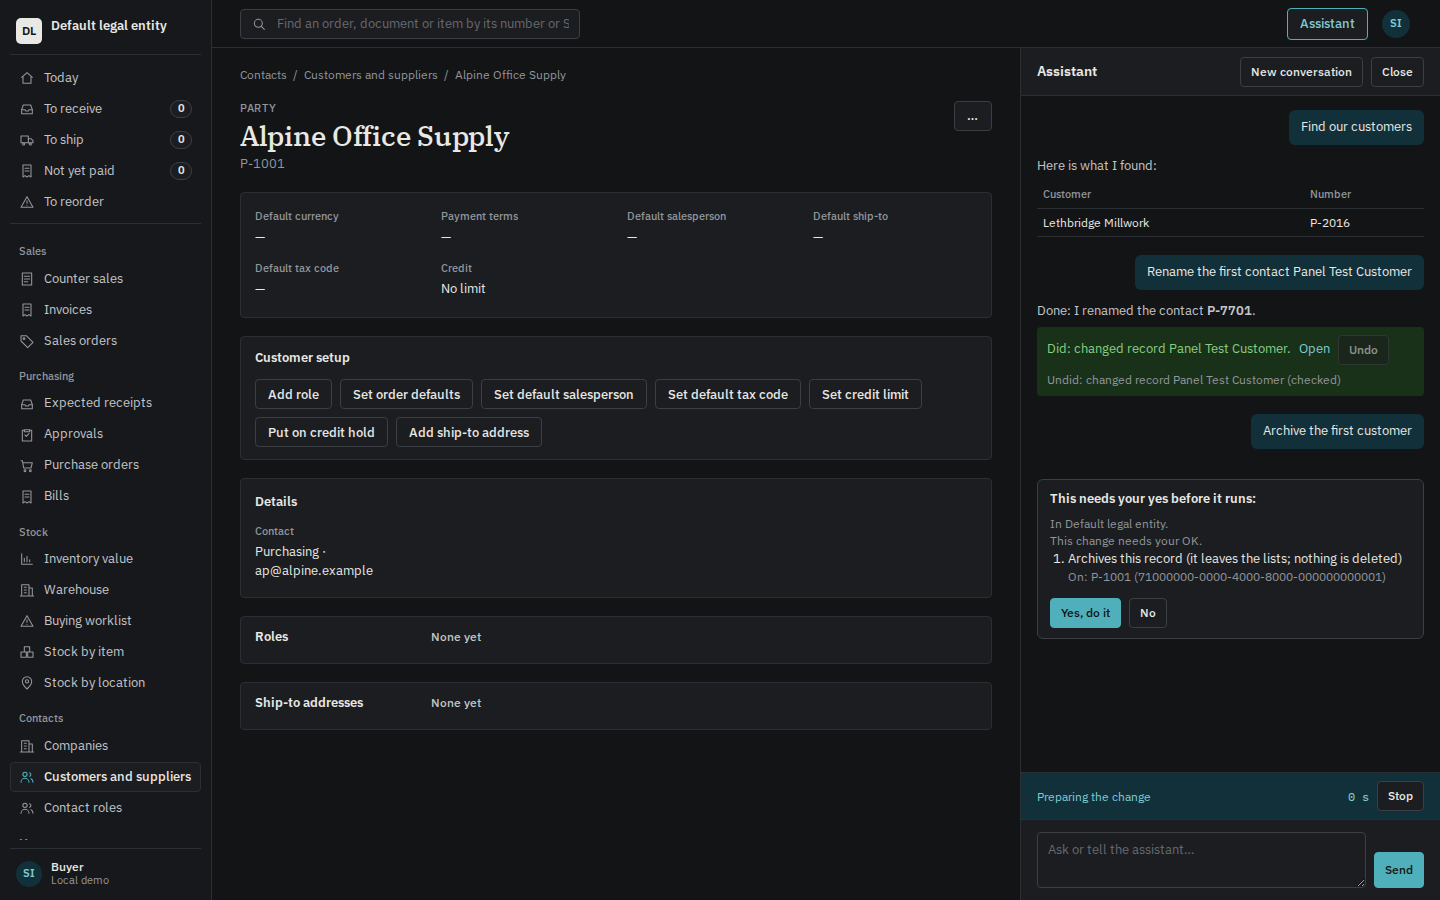 DL
Default legal entity
Today
To receive 0
To ship 0
Not yet paid 0
To reorder
Sales
Counter sales
Invoices
Sales orders
Purchasing
Expected receipts
Approvals
Purchase orders
Bills
Stock
Inventory value
Warehouse
Buying worklist
Stock by item
Stock by location
Contacts
Companies
Customers and suppliers
Contact roles
SI
Buyer
Local demo
Find an order, document or item by its number or S
Assistant
SI
Contacts / Customers and suppliers / Alpine Office Supply
PARTY
Alpine Office Supply
P-1001
...
Default currency Payment terms Default salesperson Default ship-to
— — — —
Default tax code Credit
— No limit
Customer setup
Add role Set order defaults Set default salesperson Set default tax code Set credit limit
Put on credit hold Add ship-to address
Details
Contact
Purchasing ·
ap@alpine.example
Roles None yet
Ship-to addresses None yet
Assistant New conversation Close
Find our customers
Here is what I found:
Customer Number
Lethbridge Millwork P-2016
Rename the first contact Panel Test Customer
Done: I renamed the contact P-7701.
Did: changed record Panel Test Customer. Open Undo
Undid: changed record Panel Test Customer (checked)
Archive the first customer
This needs your yes before it runs:
In Default legal entity.
This change needs your OK.
1. Archives this record (it leaves the lists; nothing is deleted)
On: P-1001 (71000000-0000-4000-8000-000000000001)
Yes, do it No
Preparing the change 0 s Stop
Ask or tell the assistant...
Send